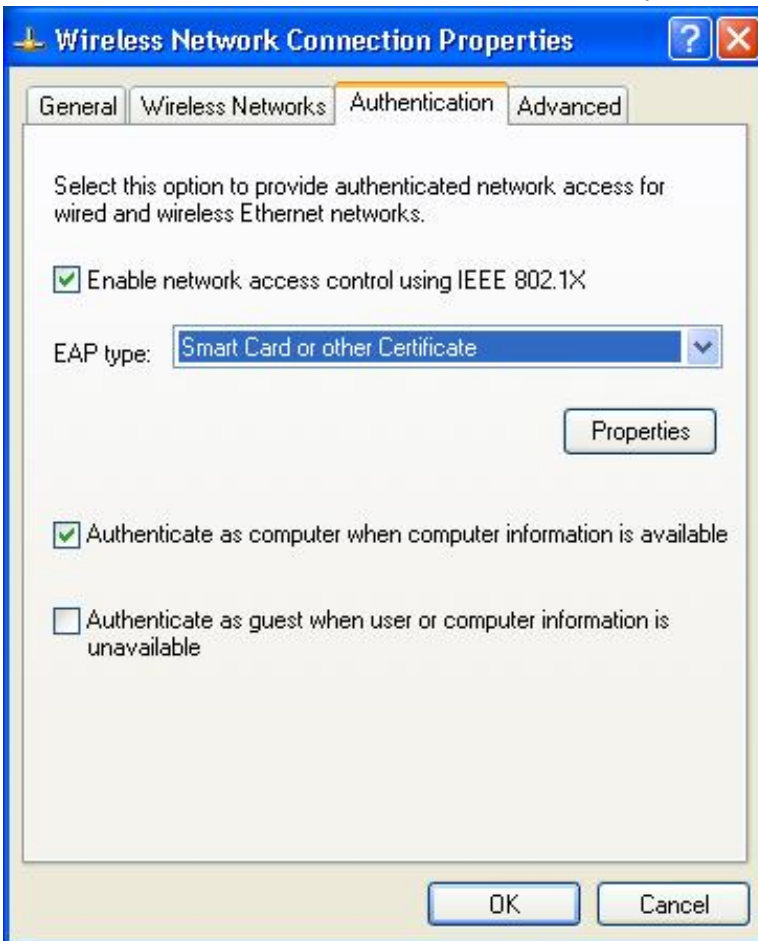 Wireless Network Connection Properties
General Wireless Networks Authentication Advanced
Select this option to provide authenticated network access for
wired and wireless Ethernet networks.
Enable network access control using IEEE 802.1X
EAP type: Smart Card or other Certificate
Properties
Authenticate as computer when computer information is available
Authenticate as guest when user or computer information is
unavailable
OK Cancel